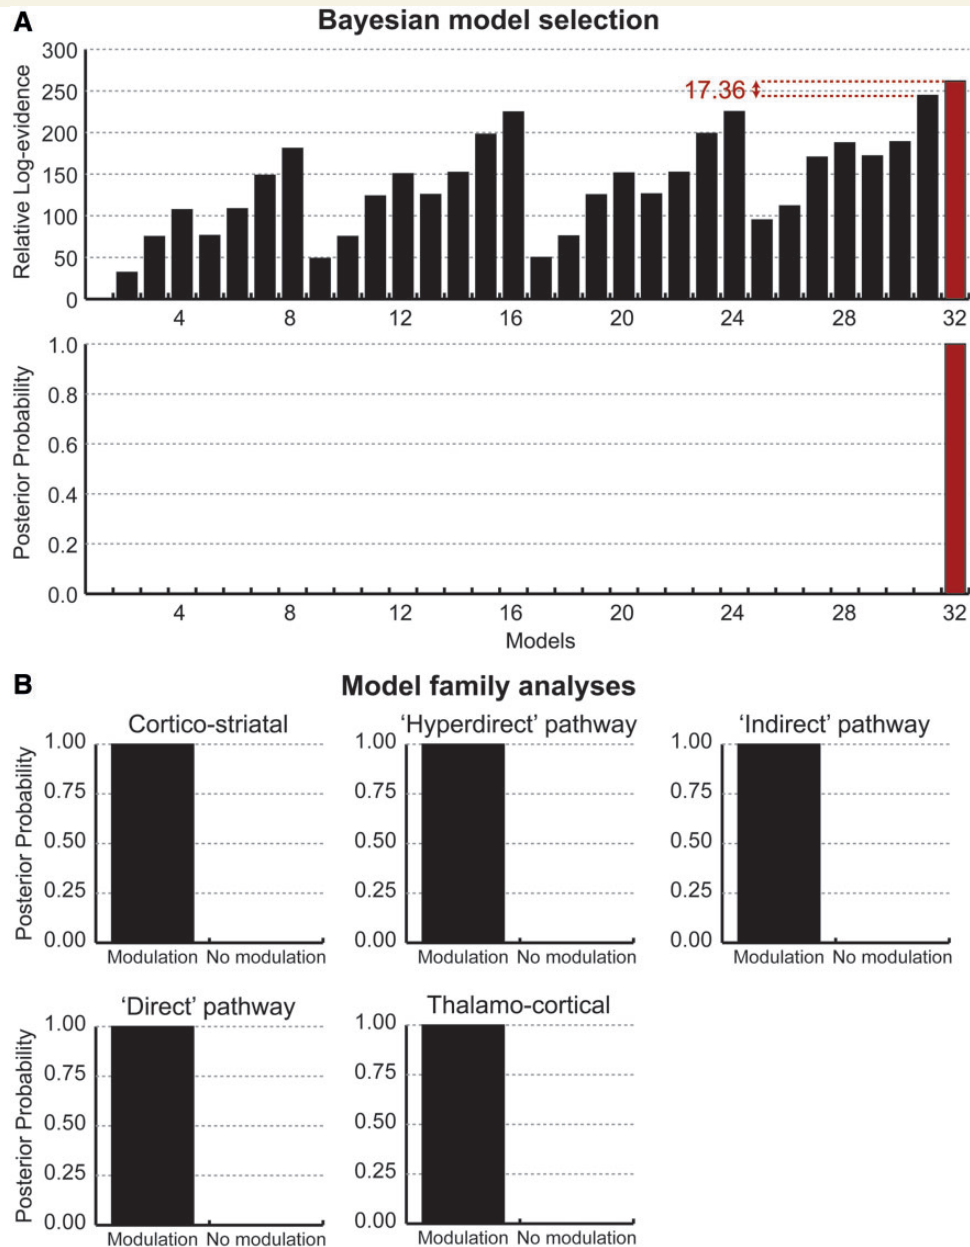 A
Bayesian model selection
Relative Log-evidence
300
250
200
150
100
50
0
17.36
4 8 12 16 20 24 28 32
Posterior Probability
1.0
0.8
0.6
0.4
0.2
0.0
4 8 12 16 20 24 28 32
Models
B
Model family analyses
Cortico-striatal
Posterior Probability
1.00
0.75
0.50
0.25
0.00
Modulation No modulation
‘Hyperdirect’ pathway
1.00
0.75
0.50
0.25
0.00
Modulation No modulation
‘Indirect’ pathway
1.00
0.75
0.50
0.25
0.00
Modulation No modulation
‘Direct’ pathway
Posterior Probability
1.00
0.75
0.50
0.25
0.00
Modulation No modulation
Thalamo-cortical
1.00
0.75
0.50
0.25
0.00
Modulation No modulation